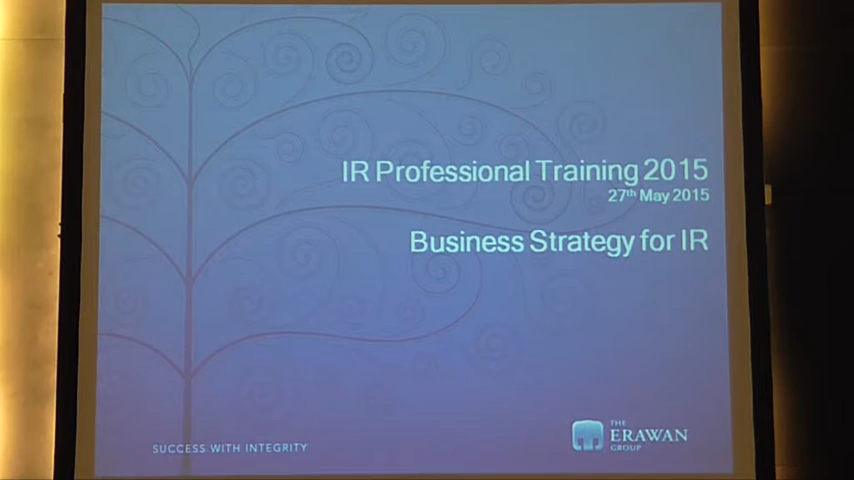 IR Professional Training 2015
27th May 2015
Business Strategy for IR
SUCCESS WITH INTEGRITY
THE
ERAWAN
GROUP